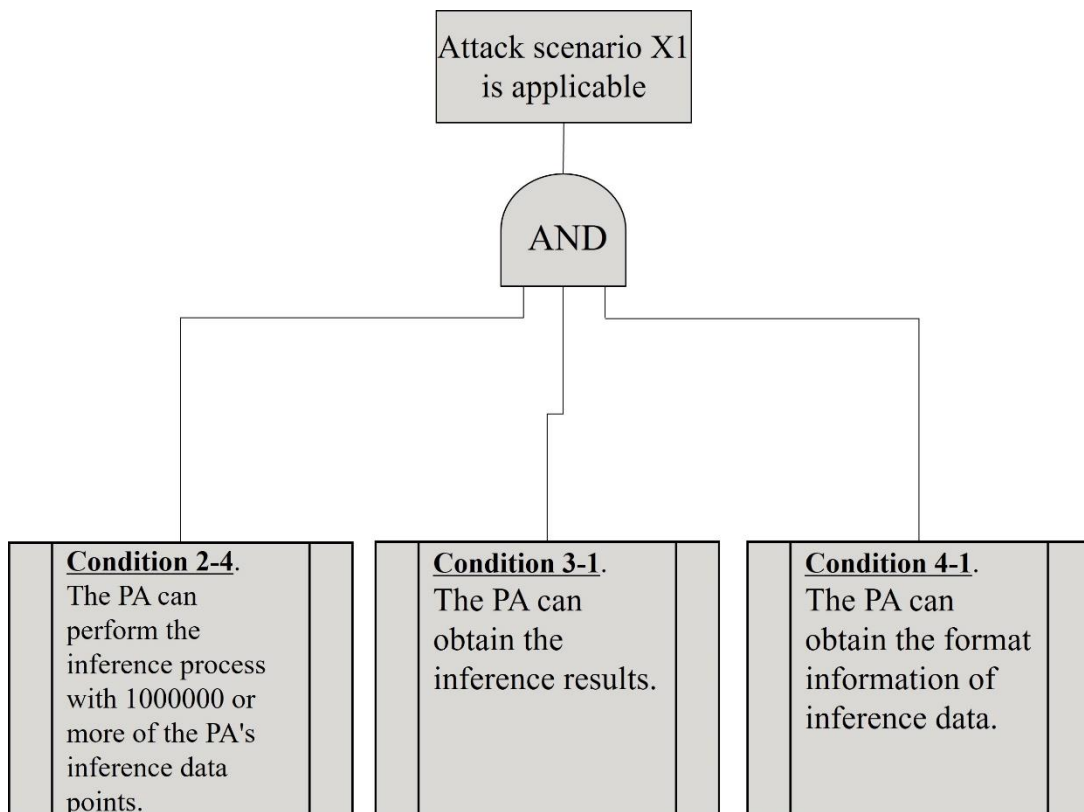 Attack scenario X1
is applicable
AND
Condition 2-4.
The PA can
perform the
inference process
with 1000000 or
more of the PA's
inference data
points.
Condition 3-1.
The PA can
obtain the
inference results.
Condition 4-1.
The PA can
obtain the format
information of
inference data.